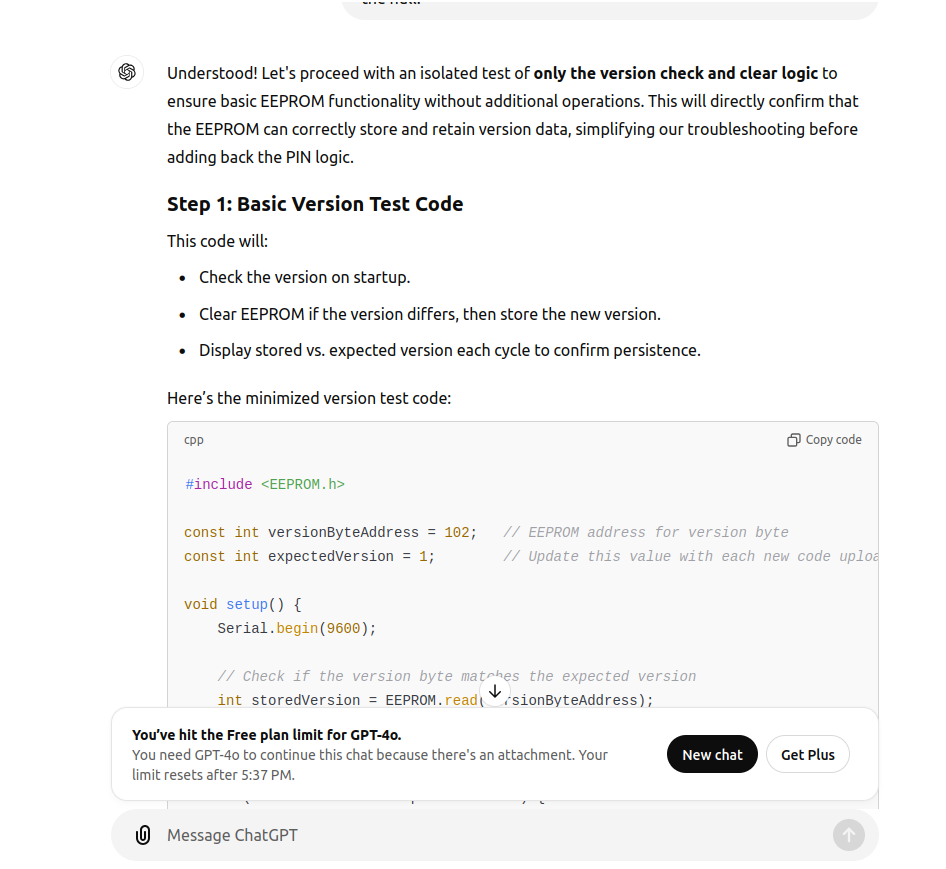 Understood! Let's proceed with an isolated test of only the version check and clear logic to
ensure basic EEPROM functionality without additional operations. This will directly confirm that
the EEPROM can correctly store and retain version data, simplifying our troubleshooting before
adding back the PIN logic.
Step 1: Basic Version Test Code
This code will:
• Check the version on startup.
• Clear EEPROM if the version differs, then store the new version.
• Display stored vs. expected version each cycle to confirm persistence.
Here’s the minimized version test code:
cpp Copy code
#include <EEPROM.h>
const int versionByteAddress = 102; // EEPROM address for version byte
const int expectedVersion = 1; // Update this value with each new code uploa
void setup() {
Serial.begin(9600);
// Check if the version byte matches the expected version
int storedVersion = EEPROM.read(versionByteAddress);
You’ve hit the Free plan limit for GPT-4o.
You need GPT-4o to continue this chat because there's an attachment. Your
limit resets after 5:37 PM.
New chat Get Plus
Message ChatGPT